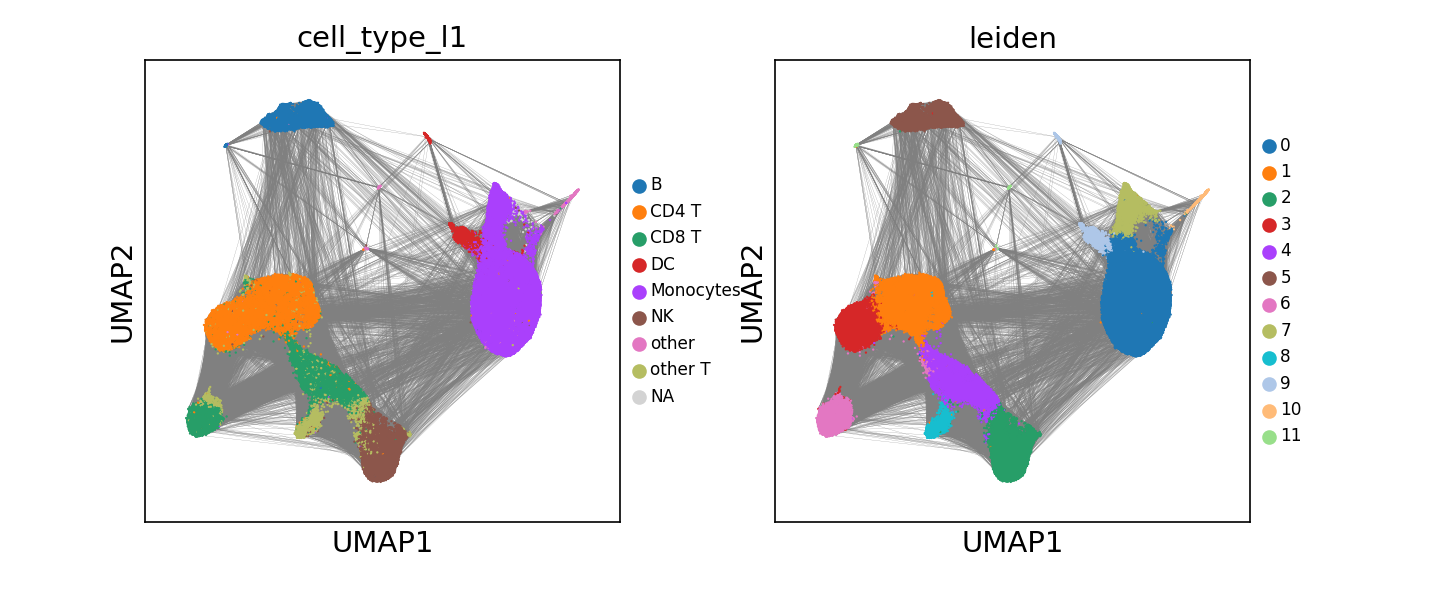 cell_type_l1
UMAP2
UMAP1
B
CD4 T
CD8 T
DC
Monocytes
NK
other
other T
NA
leiden
UMAP2
UMAP1
0
1
2
3
4
5
6
7
8
9
10
11